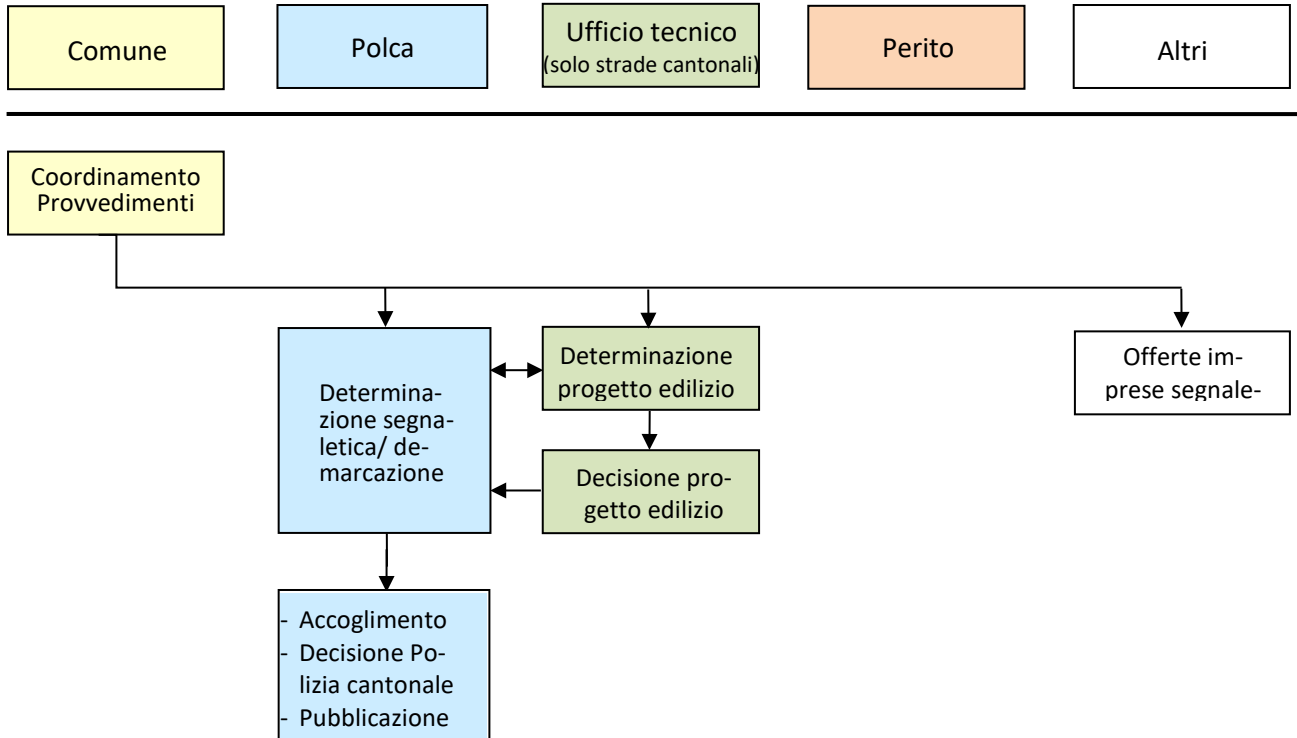 Comune
Polca
Ufficio tecnico
(solo strade cantonali)
Perito
Altri
Coordinamento
Provvedimenti
Determina-
zione segna-
letica/ de-
marcazione
Determinazione
progetto edilizio
Offerte im-
prese segnale-
Decisione pro-
getto edilizio
- Accoglimento
- Decisione Po-
lizia cantonale
- Pubblicazione